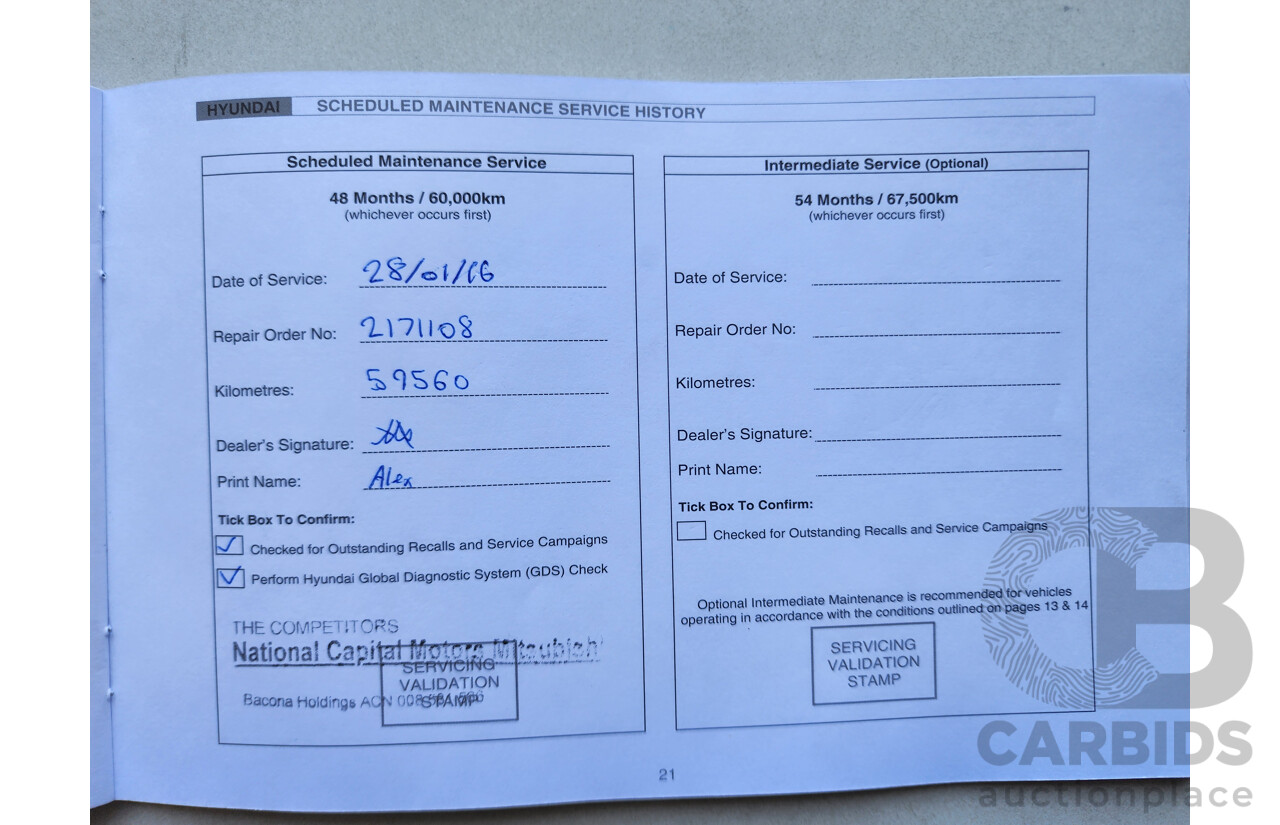 HYUNDAI SCHEDULED MAINTENANCE SERVICE HISTORY
Scheduled Maintenance Service
48 Months / 60,000km
(whichever occurs first)
Date of Service: 28/01/16
Repair Order No: 2171108
Kilometres: 59560
Dealer's Signature:
Print Name: Alex
Tick Box To Confirm:
Checked for Outstanding Recalls and Service Campaigns
Perform Hyundai Global Diagnostic System (GDS) Check
THE COMPETITORS
National Capital Motors Mitsubishi
SERVICING
VALIDATION
STAMP
Bacona Holdings ACN
Intermediate Service (Optional)
54 Months / 67,500km
(whichever occurs first)
Date of Service:
Repair Order No:
Kilometres:
Dealer's Signature:
Print Name:
Tick Box To Confirm:
Checked for Outstanding Recalls and Service Campaigns
Optional Intermediate Maintenance is recommended for vehicles
operating in accordance with the conditions outlined on pages 13 & 14
SERVICING
VALIDATION
STAMP
21
CB
CARBIDS
auctionplace